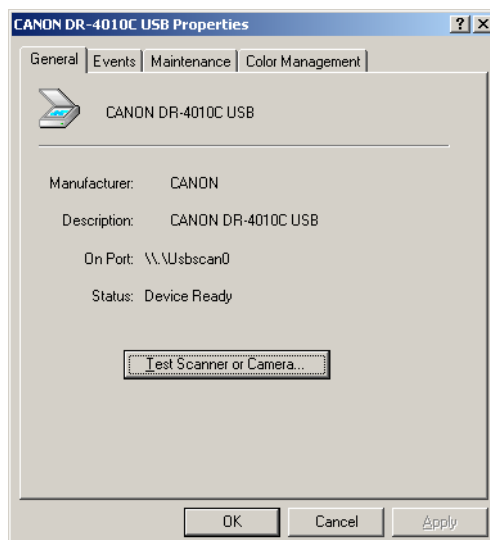 CANON DR-4010C USB Properties
General Events Maintenance Color Management
CANON DR-4010C USB
Manufacturer: CANON
Description: CANON DR-4010C USB
On Port: \\.\Usbscan0
Status: Device Ready
Test Scanner or Camera...
OK Cancel Apply